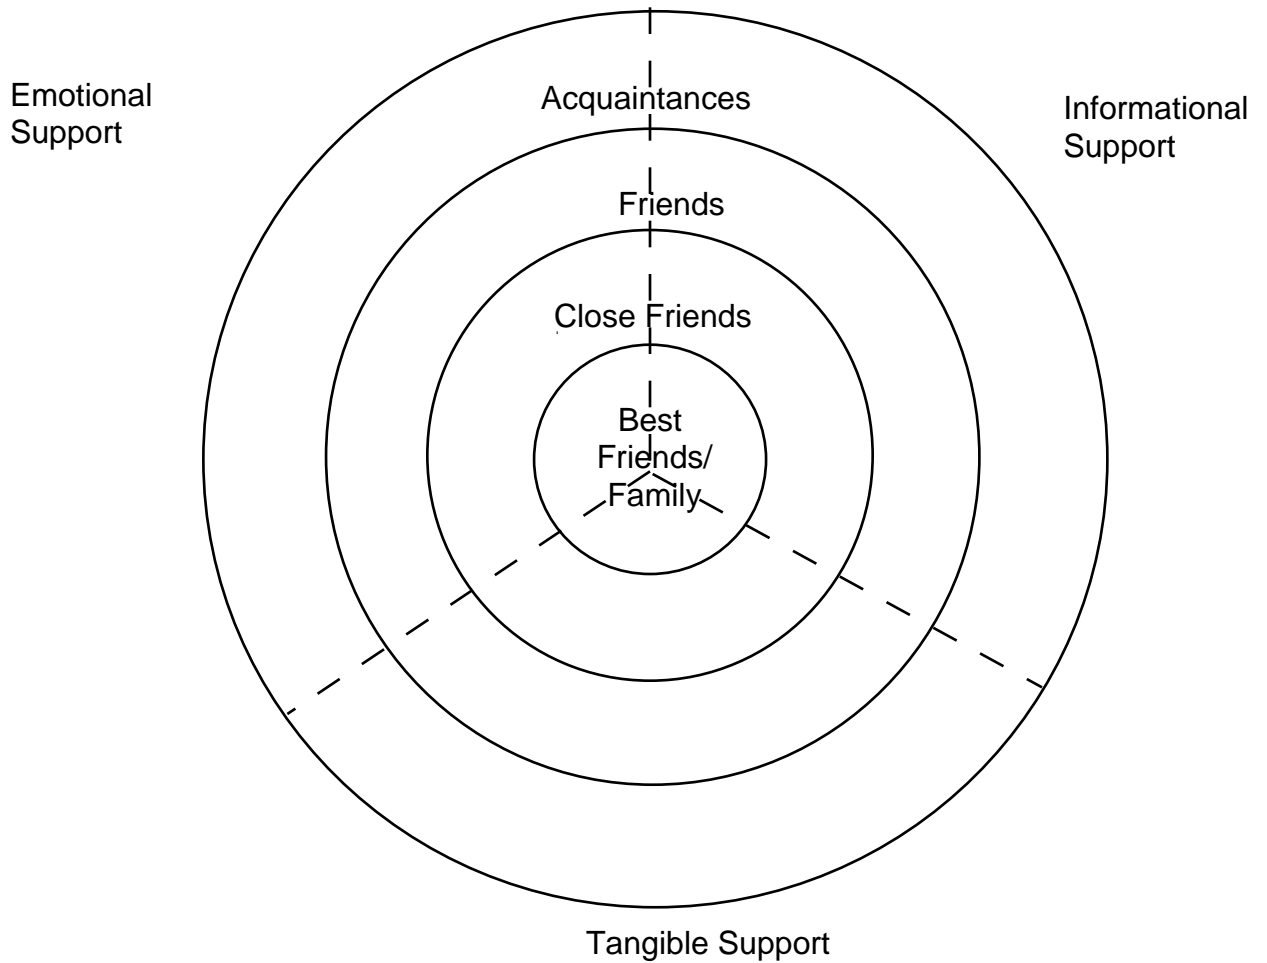 Emotional
Support
Acquaintances
Informational
Support
Friends
Close Friends
Best
Friends/
Family
Tangible Support